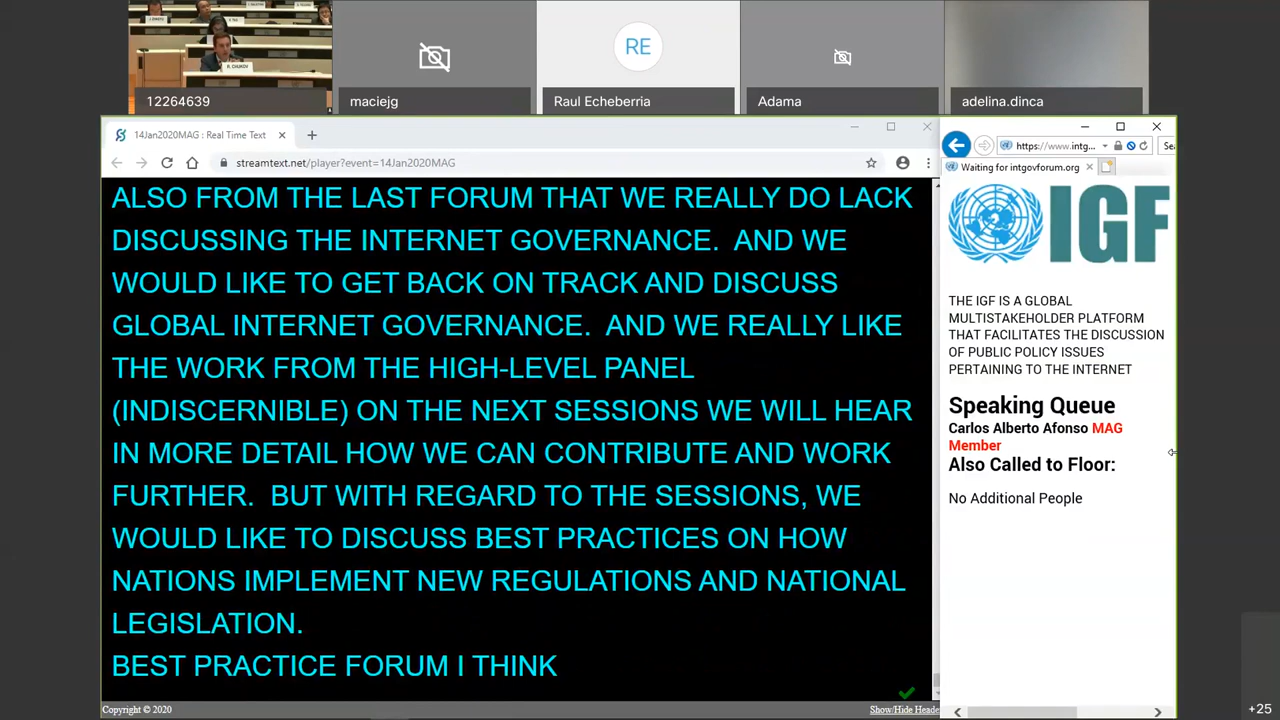 R. CHUKOV
12264639
maciejg
RE
Raul Echeberria
Adama
adelina.dinca
14Jan2020MAG : Real Time Text
streamtext.net/player?event=14Jan2020MAG
ALSO FROM THE LAST FORUM THAT WE REALLY DO LACK
DISCUSSING THE INTERNET GOVERNANCE.  AND WE
WOULD LIKE TO GET BACK ON TRACK AND DISCUSS
GLOBAL INTERNET GOVERNANCE.  AND WE REALLY LIKE
THE WORK FROM THE HIGH-LEVEL PANEL
(INDISCERNIBLE) ON THE NEXT SESSIONS WE WILL HEAR
IN MORE DETAIL HOW WE CAN CONTRIBUTE AND WORK
FURTHER.  BUT WITH REGARD TO THE SESSIONS, WE
WOULD LIKE TO DISCUSS BEST PRACTICES ON HOW
NATIONS IMPLEMENT NEW REGULATIONS AND NATIONAL
LEGISLATION.
BEST PRACTICE FORUM I THINK
Copyright © 2020
Show/Hide Heade
https://www.intg...
Sea
Waiting for intgovforum.org
IGF
THE IGF IS A GLOBAL
MULTISTAKEHOLDER PLATFORM
THAT FACILITATES THE DISCUSSION
OF PUBLIC POLICY ISSUES
PERTAINING TO THE INTERNET
Speaking Queue
Carlos Alberto Afonso MAG
Member
Also Called to Floor:
No Additional People
+25